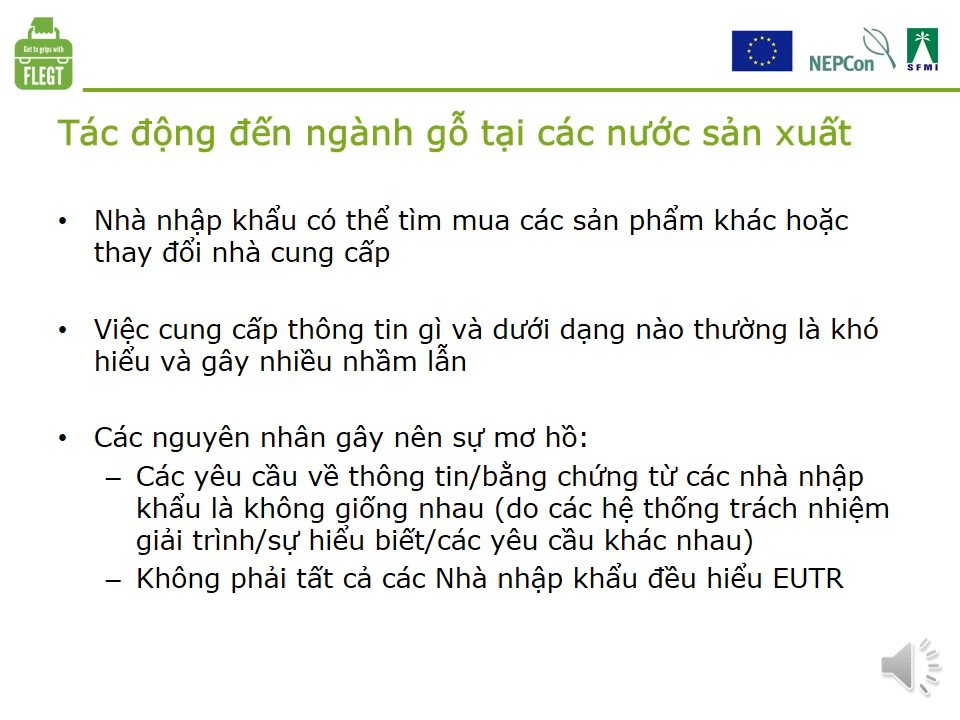 Get to grips with
FLEGT
NEPCon
SFMI
Tác động đến ngành gỗ tại các nước sản xuất
• Nhà nhập khẩu có thể tìm mua các sản phẩm khác hoặc
thay đổi nhà cung cấp
• Việc cung cấp thông tin gì và dưới dạng nào thường là khó
hiểu và gây nhiều nhầm lẫn
• Các nguyên nhân gây nên sự mơ hồ:
– Các yêu cầu về thông tin/bằng chứng từ các nhà nhập
khẩu là không giống nhau (do các hệ thống trách nhiệm
giải trình/sự hiểu biết/các yêu cầu khác nhau)
– Không phải tất cả các Nhà nhập khẩu đều hiểu EUTR